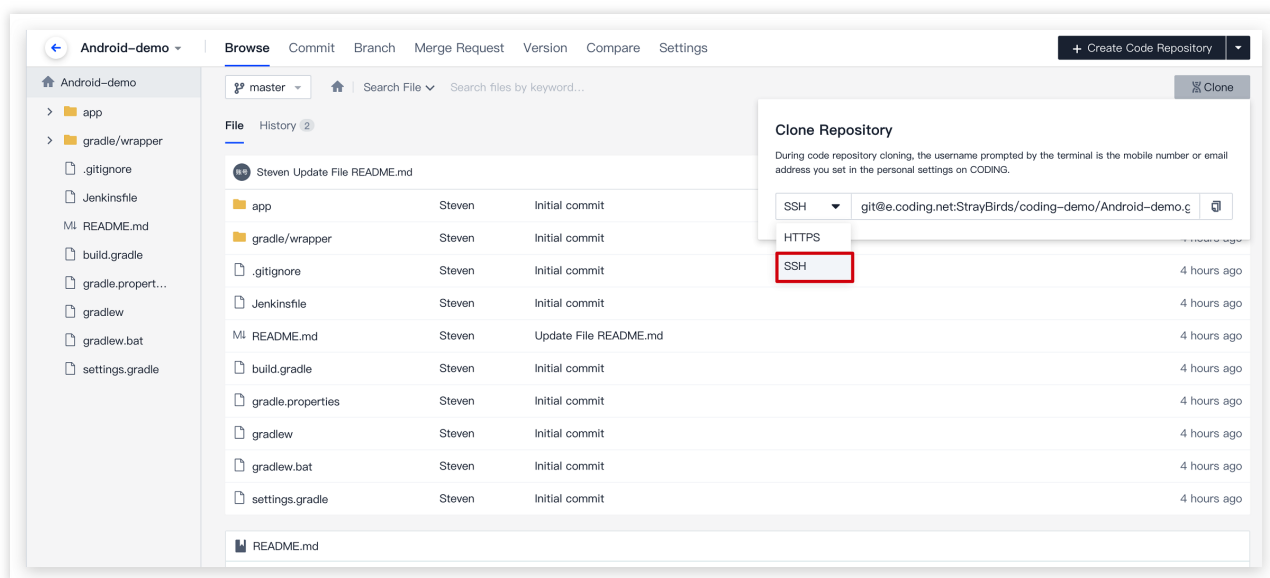 Android-demo
Browse Commit Branch Merge Request Version Compare Settings
+ Create Code Repository
Android-demo
app
gradle/wrapper
.gitignore
Jenkinsfile
M↓ README.md
build.gradle
gradle.propert...
gradlew
gradlew.bat
settings.gradle
master
Search File Search files by keyword...
Clone
File History 2
Clone Repository
During code repository cloning, the username prompted by the terminal is the mobile number or email
address you set in the personal settings on CODING.
SSH git@e.coding.net:StrayBirds/coding-demo/Android-demo.g
HTTPS
SSH
Steven Update File README.md
app Steven Initial commit
gradle/wrapper Steven Initial commit 4 hours ago
.gitignore Steven Initial commit 4 hours ago
Jenkinsfile Steven Initial commit 4 hours ago
M↓ README.md Steven Update File README.md 4 hours ago
build.gradle Steven Initial commit 4 hours ago
gradle.properties Steven Initial commit 4 hours ago
gradlew Steven Initial commit 4 hours ago
gradlew.bat Steven Initial commit 4 hours ago
settings.gradle Steven Initial commit 4 hours ago
README.md